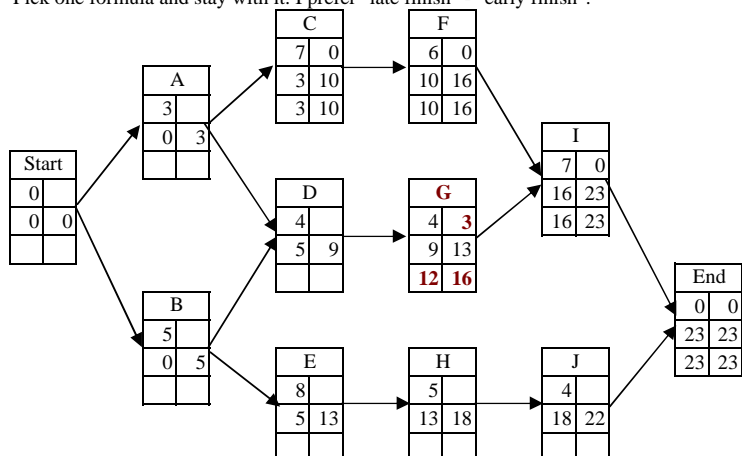 Pick one formula and stay with it. I prefer "late finish – early finish".
Start
0
0 0
A
3
0 3
B
5
0 5
C
7 0
3 10
3 10
D
4
5 9
E
8
5 13
F
6 0
10 16
10 16
G
4 3
9 13
12 16
H
5
13 18
I
7 0
16 23
16 23
J
4
18 22
End
0 0
23 23
23 23